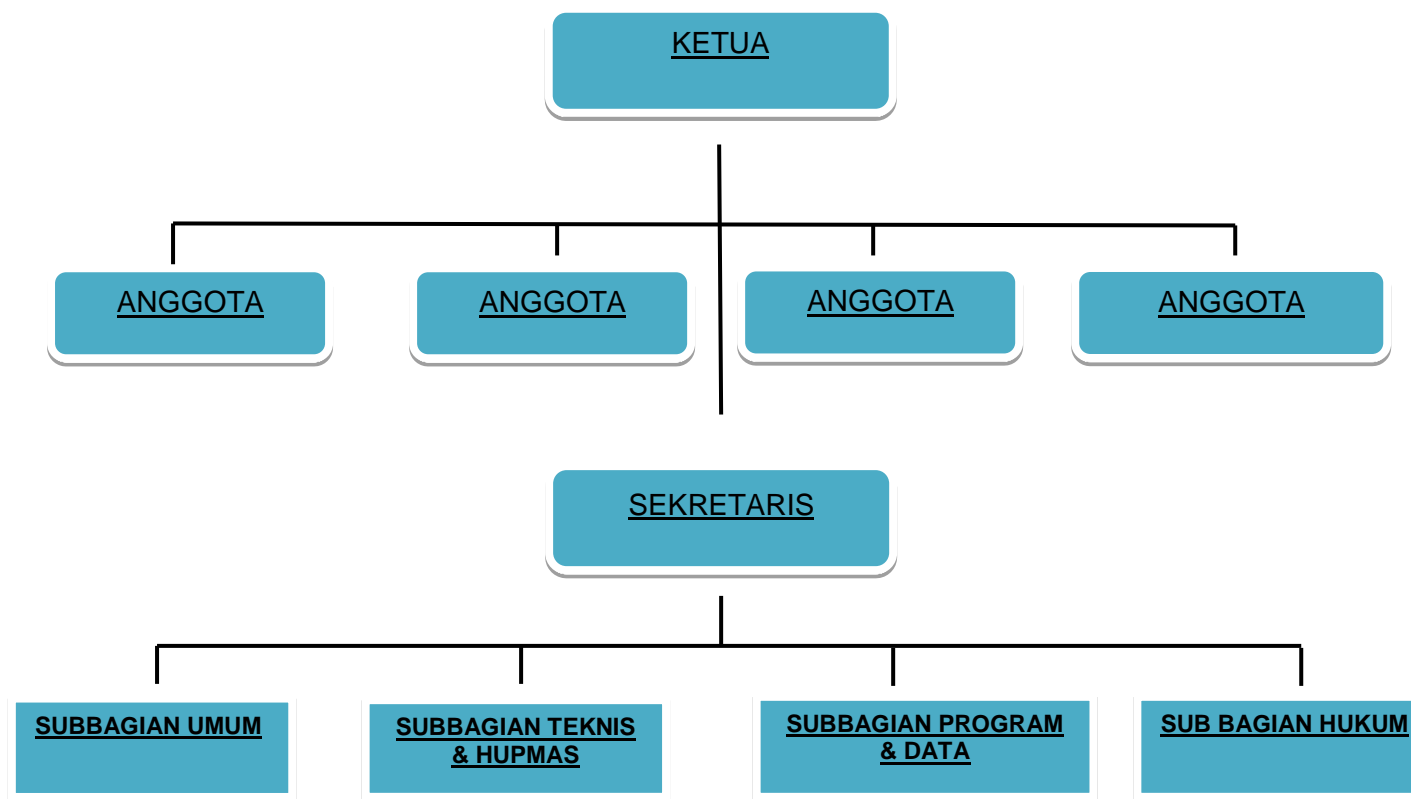 KETUA
ANGGOTA
ANGGOTA
ANGGOTA
ANGGOTA
SEKRETARIS
SUBBAGIAN UMUM
SUBBAGIAN TEKNIS
& HUPMAS
SUBBAGIAN PROGRAM
& DATA
SUB BAGIAN HUKUM